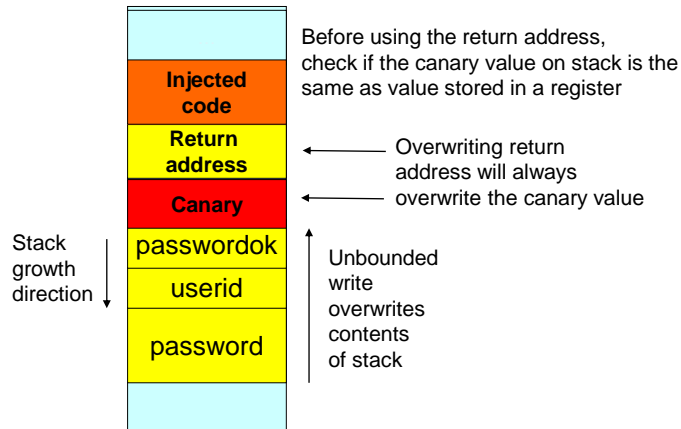 Before using the return address,
check if the canary value on stack is the
same as value stored in a register
Injected
code
Return
address
Overwriting return
address will always
overwrite the canary value
Canary
Stack
growth
direction
passwordok
userid
password
Unbounded
write
overwrites
contents
of stack